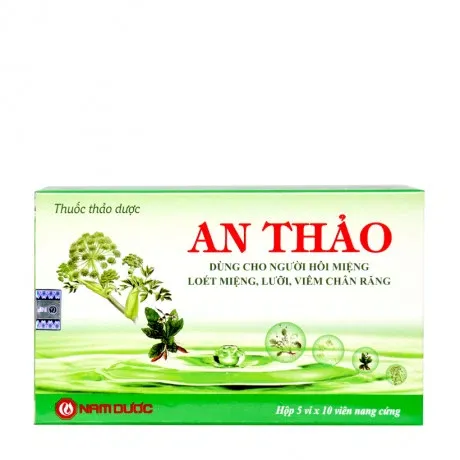 Thuốc thảo dược
AN THẢO
DÙNG CHO NGƯỜI HÔI MIỆNG
LOÉT MIỆNG, LƯỠI, VIÊM CHÂN RĂNG
NAM DƯỢC
Hộp 5 vỉ x 10 viên nang cứng